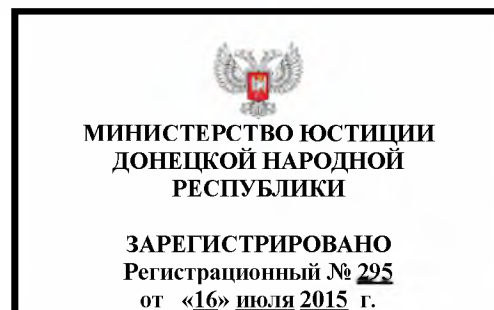 МИНИСТЕРСТВО ЮСТИЦИИ
ДОНЕЦКОЙ НАРОДНОЙ
РЕСПУБЛИКИ
ЗАРЕГИСТРИРОВАНО
Регистрационный № 295
от «16» июля 2015 г.